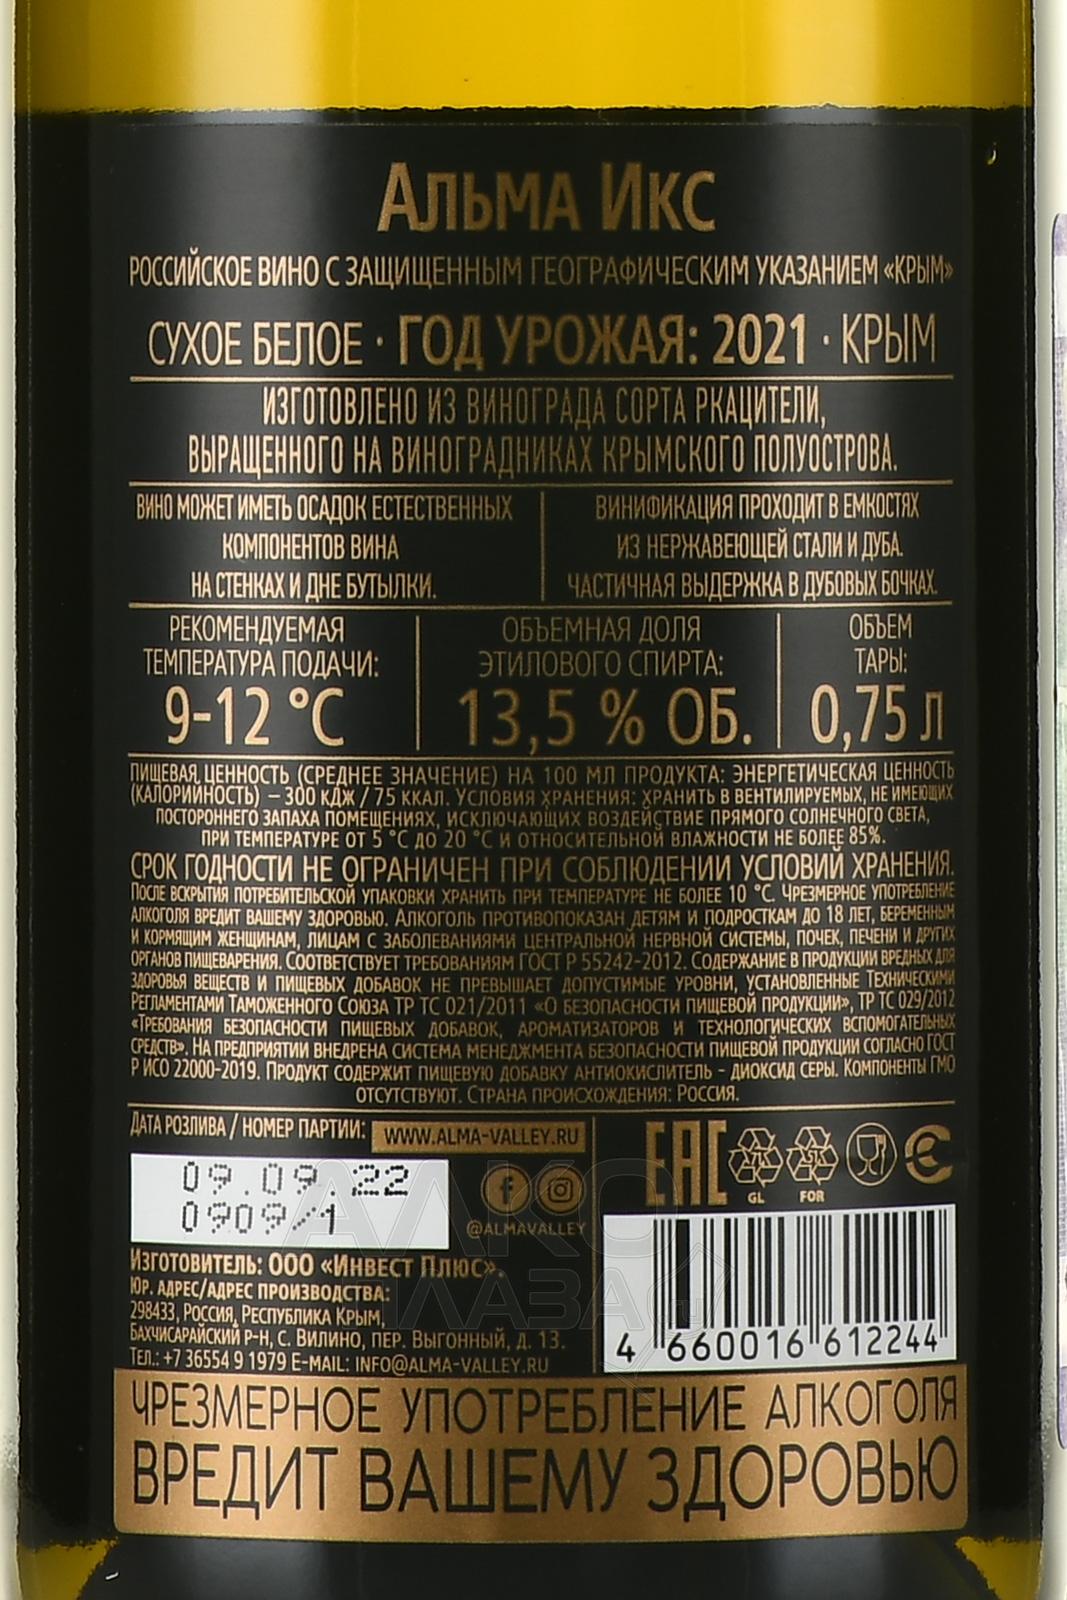 Альма Икс
РОССИЙСКОЕ ВИНО С ЗАЩИЩЕННЫМ ГЕОГРАФИЧЕСКИМ УКАЗАНИЕМ «КРЫМ»
СУХОЕ БЕЛОЕ · ГОД УРОЖАЯ: 2021 · КРЫМ
ИЗГОТОВЛЕНО ИЗ ВИНОГРАДА СОРТА РКАЦИТЕЛИ,
ВЫРАЩЕННОГО НА ВИНОГРАДНИКАХ КРЫМСКОГО ПОЛУОСТРОВА.
ВИНО МОЖЕТ ИМЕТЬ ОСАДОК ЕСТЕСТВЕННЫХ
КОМПОНЕНТОВ ВИНА
НА СТЕНКАХ И ДНЕ БУТЫЛКИ.
ВИНИФИКАЦИЯ ПРОХОДИТ В ЕМКОСТЯХ
ИЗ НЕРЖАВЕЮЩЕЙ СТАЛИ И ДУБА.
ЧАСТИЧНАЯ ВЫДЕРЖКА В ДУБОВЫХ БОЧКАХ.
РЕКОМЕНДУЕМАЯ
ТЕМПЕРАТУРА ПОДАЧИ:
9-12 °C
ОБЪЕМНАЯ ДОЛЯ
ЭТИЛОВОГО СПИРТА:
13,5 % ОБ.
ОБЪЕМ
ТАРЫ:
0,75 Л
ПИЩЕВАЯ ЦЕННОСТЬ (СРЕДНЕЕ ЗНАЧЕНИЕ) НА 100 МЛ ПРОДУКТА: ЭНЕРГЕТИЧЕСКАЯ ЦЕННОСТЬ
(КАЛОРИЙНОСТЬ) – 300 КДЖ / 75 ККАЛ. УСЛОВИЯ ХРАНЕНИЯ: ХРАНИТЬ В ВЕНТИЛИРУЕМЫХ, НЕ ИМЕЮЩИХ
ПОСТОРОННЕГО ЗАПАХА ПОМЕЩЕНИЯХ, ИСКЛЮЧАЮЩИХ ВОЗДЕЙСТВИЕ ПРЯМОГО СОЛНЕЧНОГО СВЕТА,
ПРИ ТЕМПЕРАТУРЕ ОТ 5 °C ДО 20 °C И ОТНОСИТЕЛЬНОЙ ВЛАЖНОСТИ НЕ БОЛЕЕ 85%.
СРОК ГОДНОСТИ НЕ ОГРАНИЧЕН ПРИ СОБЛЮДЕНИИ УСЛОВИЙ ХРАНЕНИЯ.
ПОСЛЕ ВСКРЫТИЯ ПОТРЕБИТЕЛЬСКОЙ УПАКОВКИ ХРАНИТЬ ПРИ ТЕМПЕРАТУРЕ НЕ БОЛЕЕ 10 °C. ЧРЕЗМЕРНОЕ УПОТРЕБЛЕНИЕ
АЛКОГОЛЯ ВРЕДИТ ВАШЕМУ ЗДОРОВЬЮ. АЛКОГОЛЬ ПРОТИВОПОКАЗАН ДЕТЯМ И ПОДРОСТКАМ ДО 18 ЛЕТ, БЕРЕМЕННЫМ
И КОРМЯЩИМ ЖЕНЩИНАМ, ЛИЦАМ С ЗАБОЛЕВАНИЯМИ ЦЕНТРАЛЬНОЙ НЕРВНОЙ СИСТЕМЫ, ПОЧЕК, ПЕЧЕНИ И ДРУГИХ
ОРГАНОВ ПИЩЕВАРЕНИЯ. СООТВЕТСТВУЕТ ТРЕБОВАНИЯМ ГОСТ Р 55242-2012. СОДЕРЖАНИЕ В ПРОДУКЦИИ ВРЕДНЫХ ДЛЯ
ЗДОРОВЬЯ ВЕЩЕСТВ И ПИЩЕВЫХ ДОБАВОК НЕ ПРЕВЫШАЕТ ДОПУСТИМЫЕ УРОВНИ, УСТАНОВЛЕННЫЕ ТЕХНИЧЕСКИМИ
РЕГЛАМЕНТАМИ ТАМОЖЕННОГО СОЮЗА ТР ТС 021/2011 «О БЕЗОПАСНОСТИ ПИЩЕВОЙ ПРОДУКЦИИ», ТР ТС 029/2012
«ТРЕБОВАНИЯ БЕЗОПАСНОСТИ ПИЩЕВЫХ ДОБАВОК, АРОМАТИЗАТОРОВ И ТЕХНОЛОГИЧЕСКИХ ВСПОМОГАТЕЛЬНЫХ
СРЕДСТВ». НА ПРЕДПРИЯТИИ ВНЕДРЕНА СИСТЕМА МЕНЕДЖМЕНТА БЕЗОПАСНОСТИ ПИЩЕВОЙ ПРОДУКЦИИ СОГЛАСНО ГОСТ
Р ИСО 22000-2019. ПРОДУКТ СОДЕРЖИТ ПИЩЕВУЮ ДОБАВКУ АНТИОКИСЛИТЕЛЬ - ДИОКСИД СЕРЫ. КОМПОНЕНТЫ ГМО
ОТСУТСТВУЮТ. СТРАНА ПРОИСХОЖДЕНИЯ: РОССИЯ.
ДАТА РОЗЛИВА / НОМЕР ПАРТИИ:
WWW.ALMA-VALLEY.RU
09.09.22
0909/1
@ALMAVALLEY
EAC
GL
FOR
ИЗГОТОВИТЕЛЬ: ООО «ИНВЕСТ ПЛЮС».
ЮР. АДРЕС/АДРЕС ПРОИЗВОДСТВА:
298433, РОССИЯ, РЕСПУБЛИКА КРЫМ,
БАХЧИСАРАЙСКИЙ Р-Н, С. ВИЛИНО, ПЕР. ВЫГОННЫЙ, Д. 13.
ТЕЛ.: +7 36554 9 1979 E-MAIL: INFO@ALMA-VALLEY.RU
4 660016 612244
ЧРЕЗМЕРНОЕ УПОТРЕБЛЕНИЕ АЛКОГОЛЯ
ВРЕДИТ ВАШЕМУ ЗДОРОВЬЮ
АЛКО
ПЛАЗА